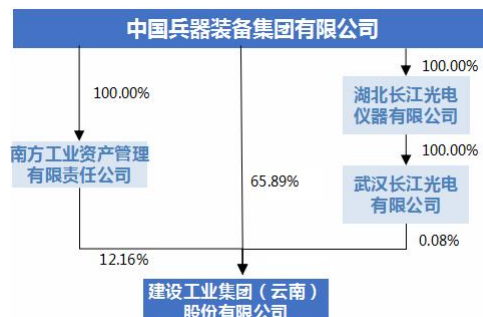 中国兵器装备集团有限公司
100.00%
100.00%
湖北长江光电
仪器有限公司
南方工业资产管理
有限责任公司
65.89%
100.00%
武汉长江光电
有限公司
12.16%
0.08%
建设工业集团（云南）
股份有限公司